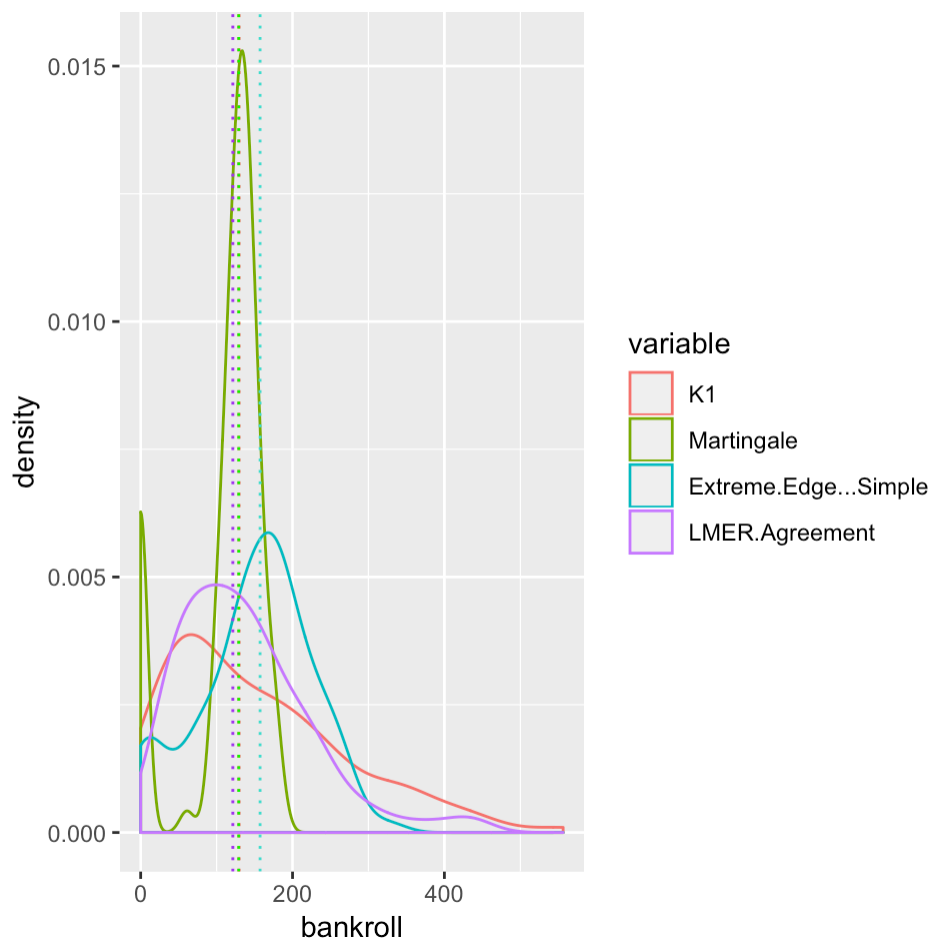 0.015
0.010
0.005
0.000
density
0
200
400
bankroll
variable
K1
Martingale
Extreme.Edge...Simple
LMER.Agreement